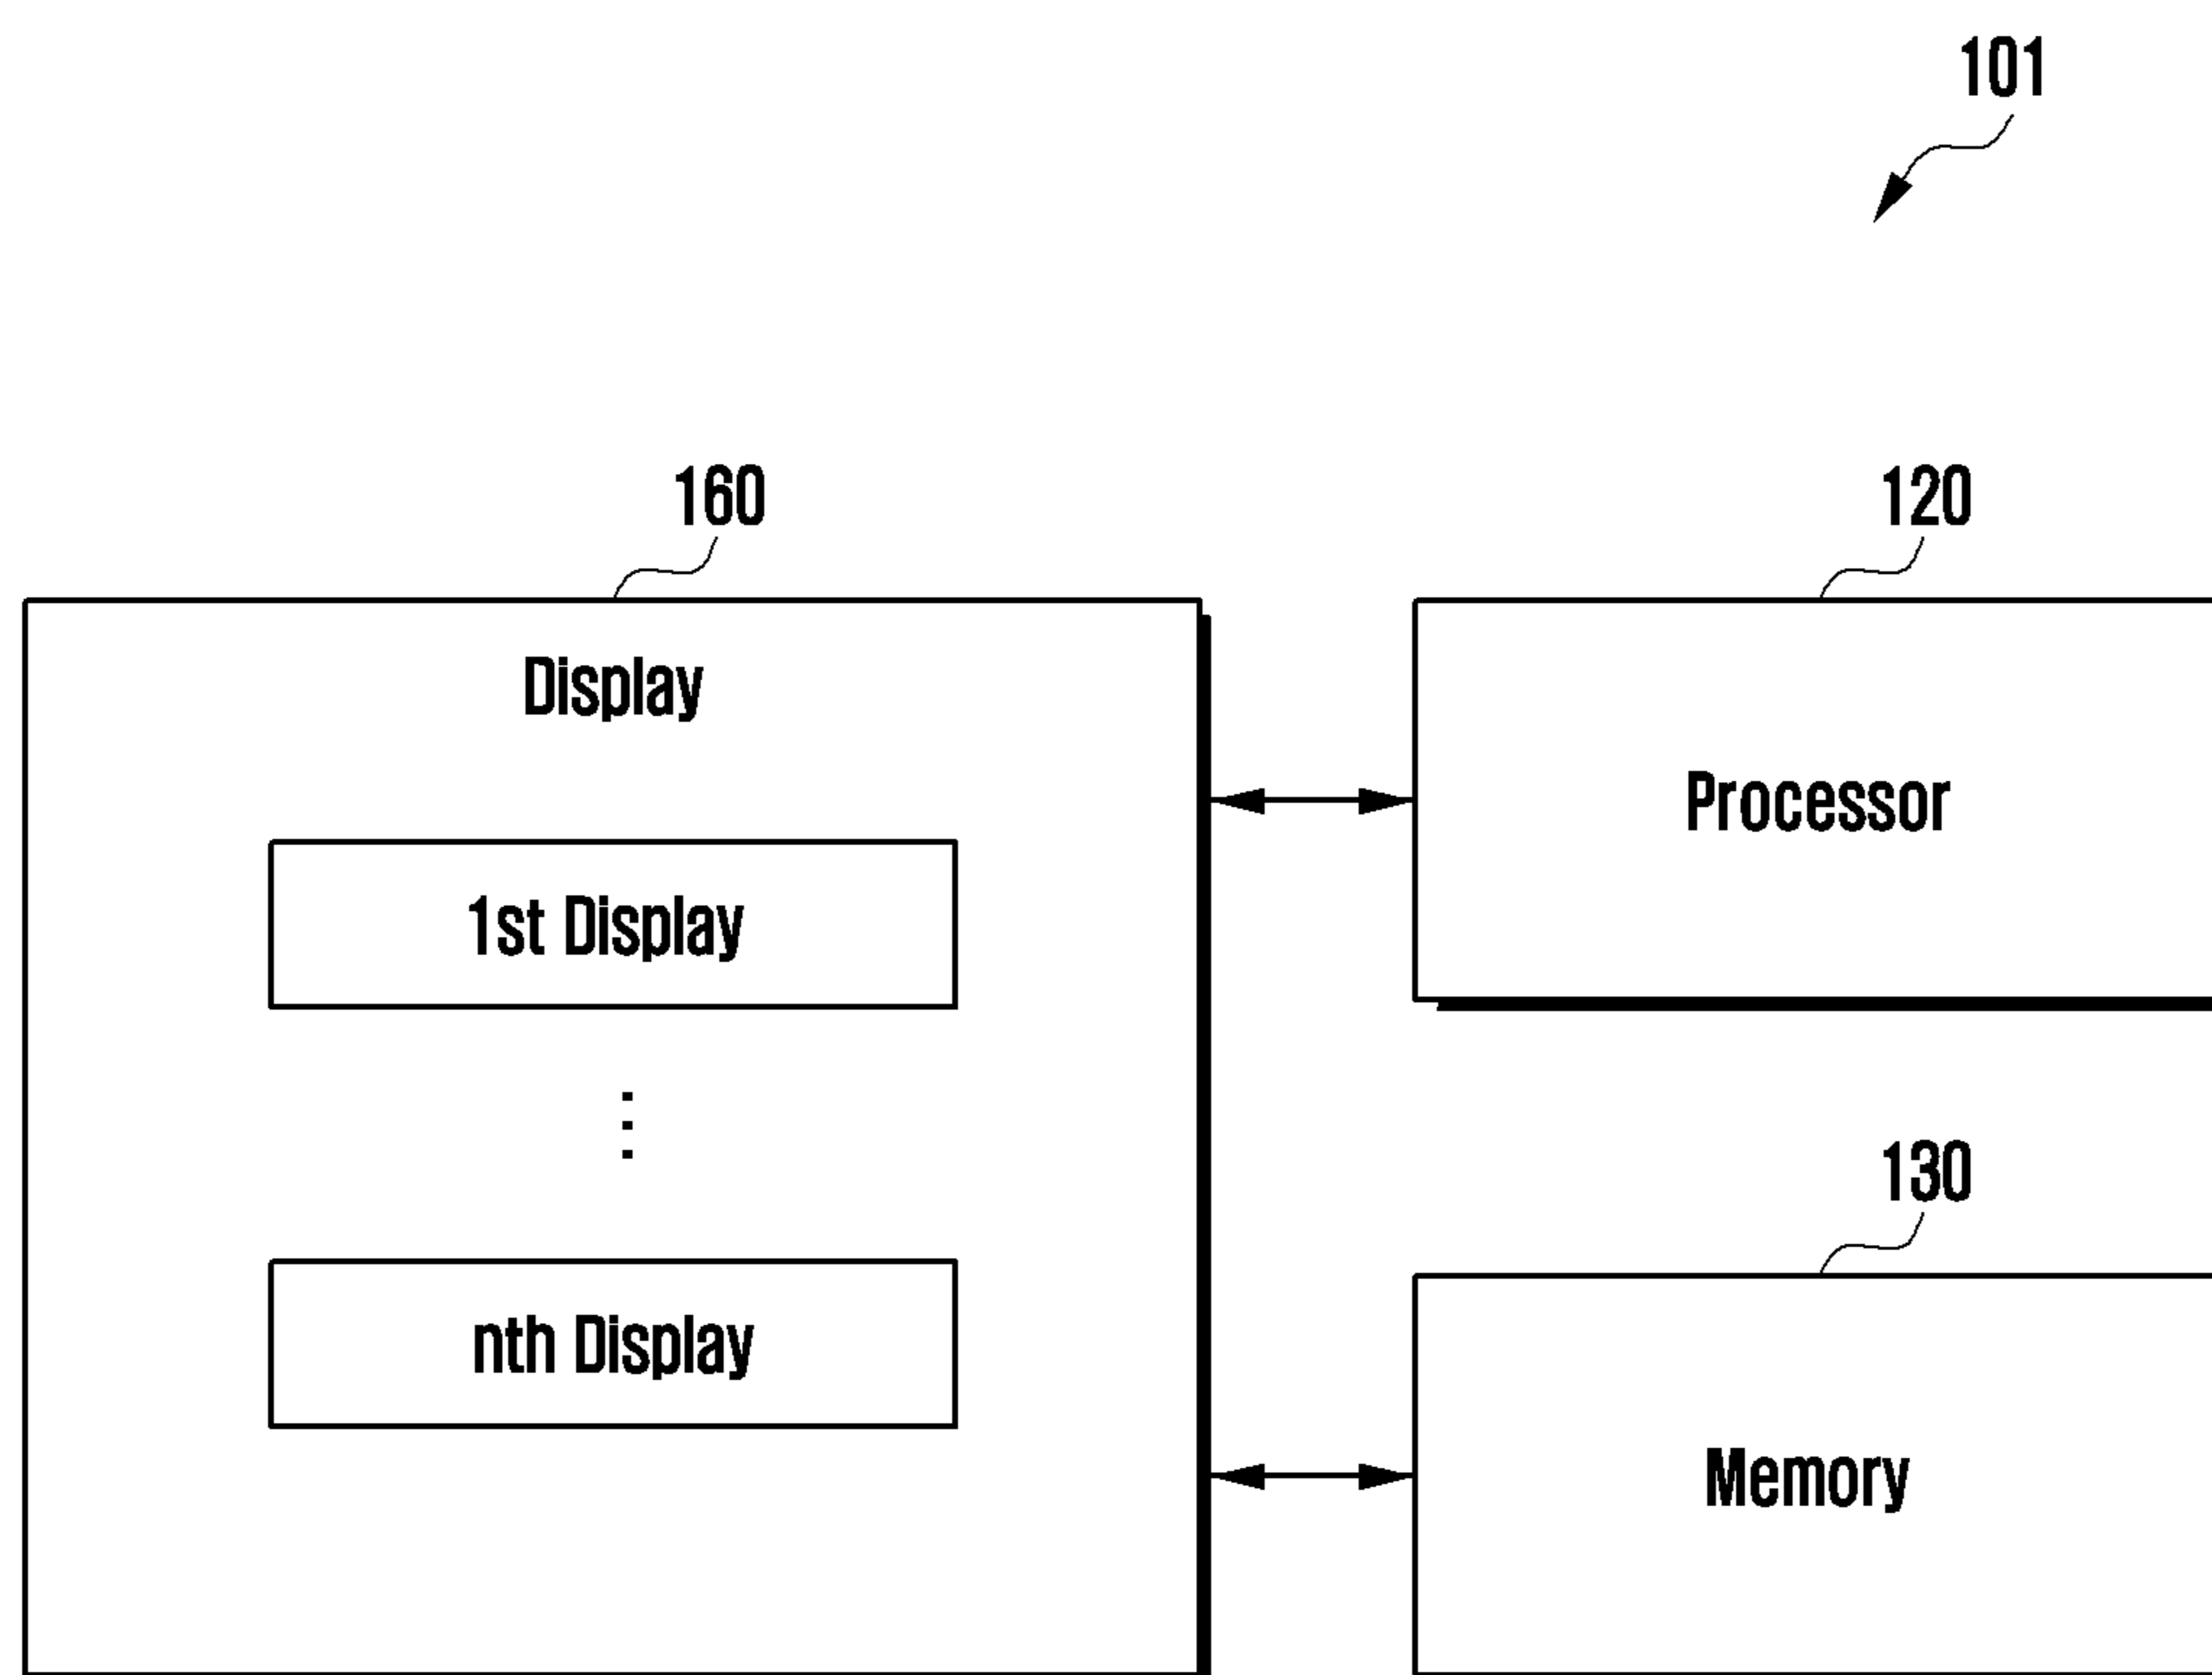 101
160
120
Display
Processor
1st Display
130
nth Display
Memory